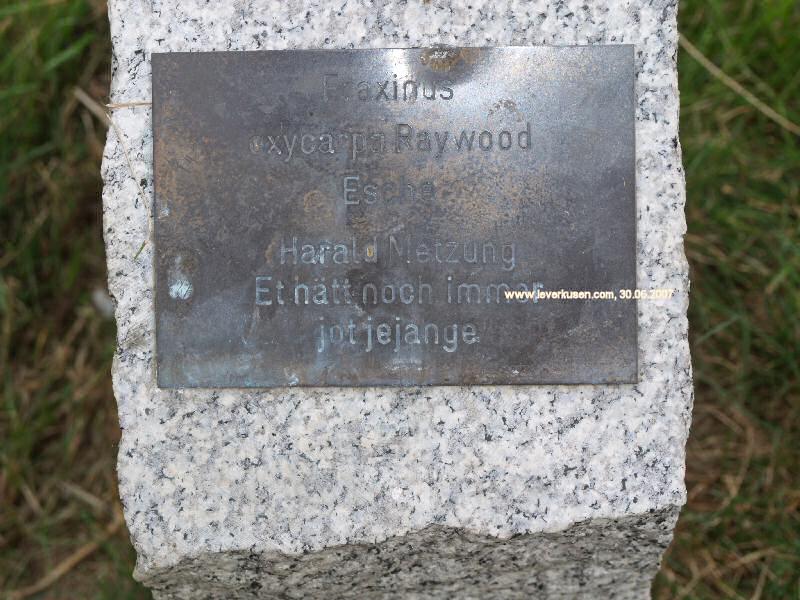 Fraxinus
oxycarpa Raywood
Esche
Harald Metzung
Et hätt noch immer
jot jejange
www.leverkusen.com, 30.06.2007